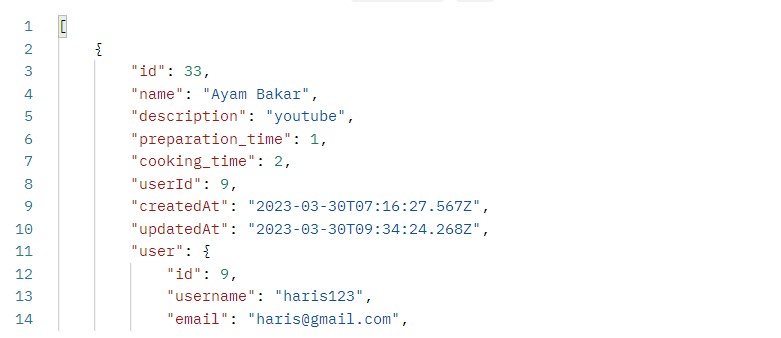 1 [
2 {
3 "id": 33,
4 "name": "Ayam Bakar",
5 "description": "youtube",
6 "preparation_time": 1,
7 "cooking_time": 2,
8 "userId": 9,
9 "createdAt": "2023-03-30T07:16:27.567Z",
10 "updatedAt": "2023-03-30T09:34:24.268Z",
11 "user": {
12 "id": 9,
13 "username": "haris123",
14 "email": "haris@gmail.com",